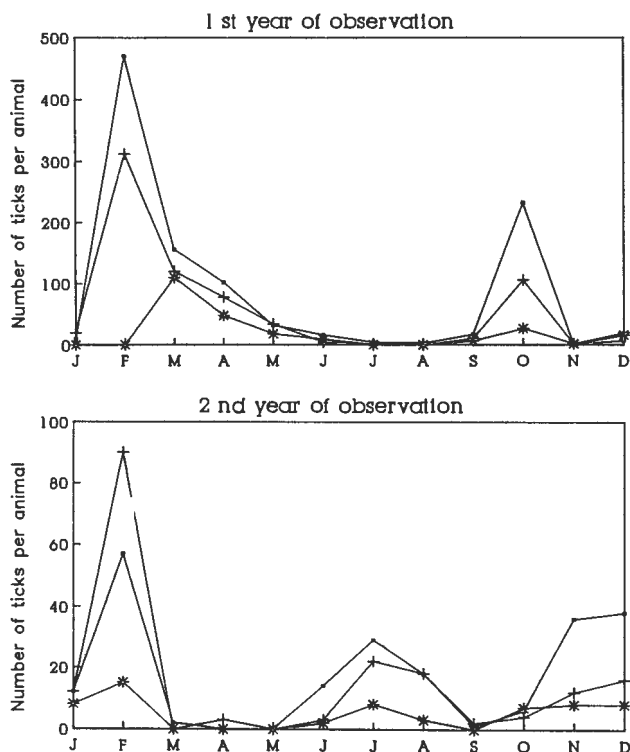 1 st year of observation
Number of ticks per animal
500
400
300
200
100
0
J F M A M J J A S O N D
2 nd year of observation
Number of ticks per animal
100
80
60
40
20
0
J F M A M J J A S O N D